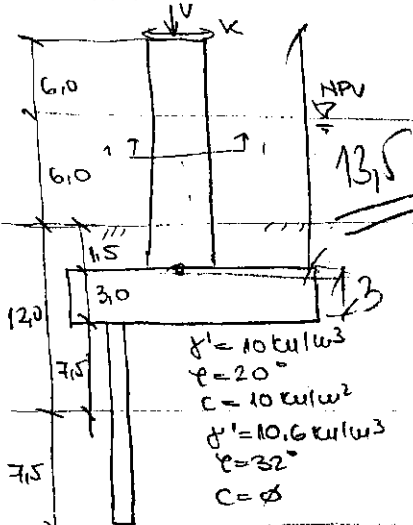 V K
6,0
NPV
1 1
13,5
6,0
1,5
3,0
1,3
12,0
7,5
γ' = 10 kN/m³
φ = 20°
c = 10 kN/m²
γ' = 10,6 kN/m³
φ = 32°
c = ∅
7,5